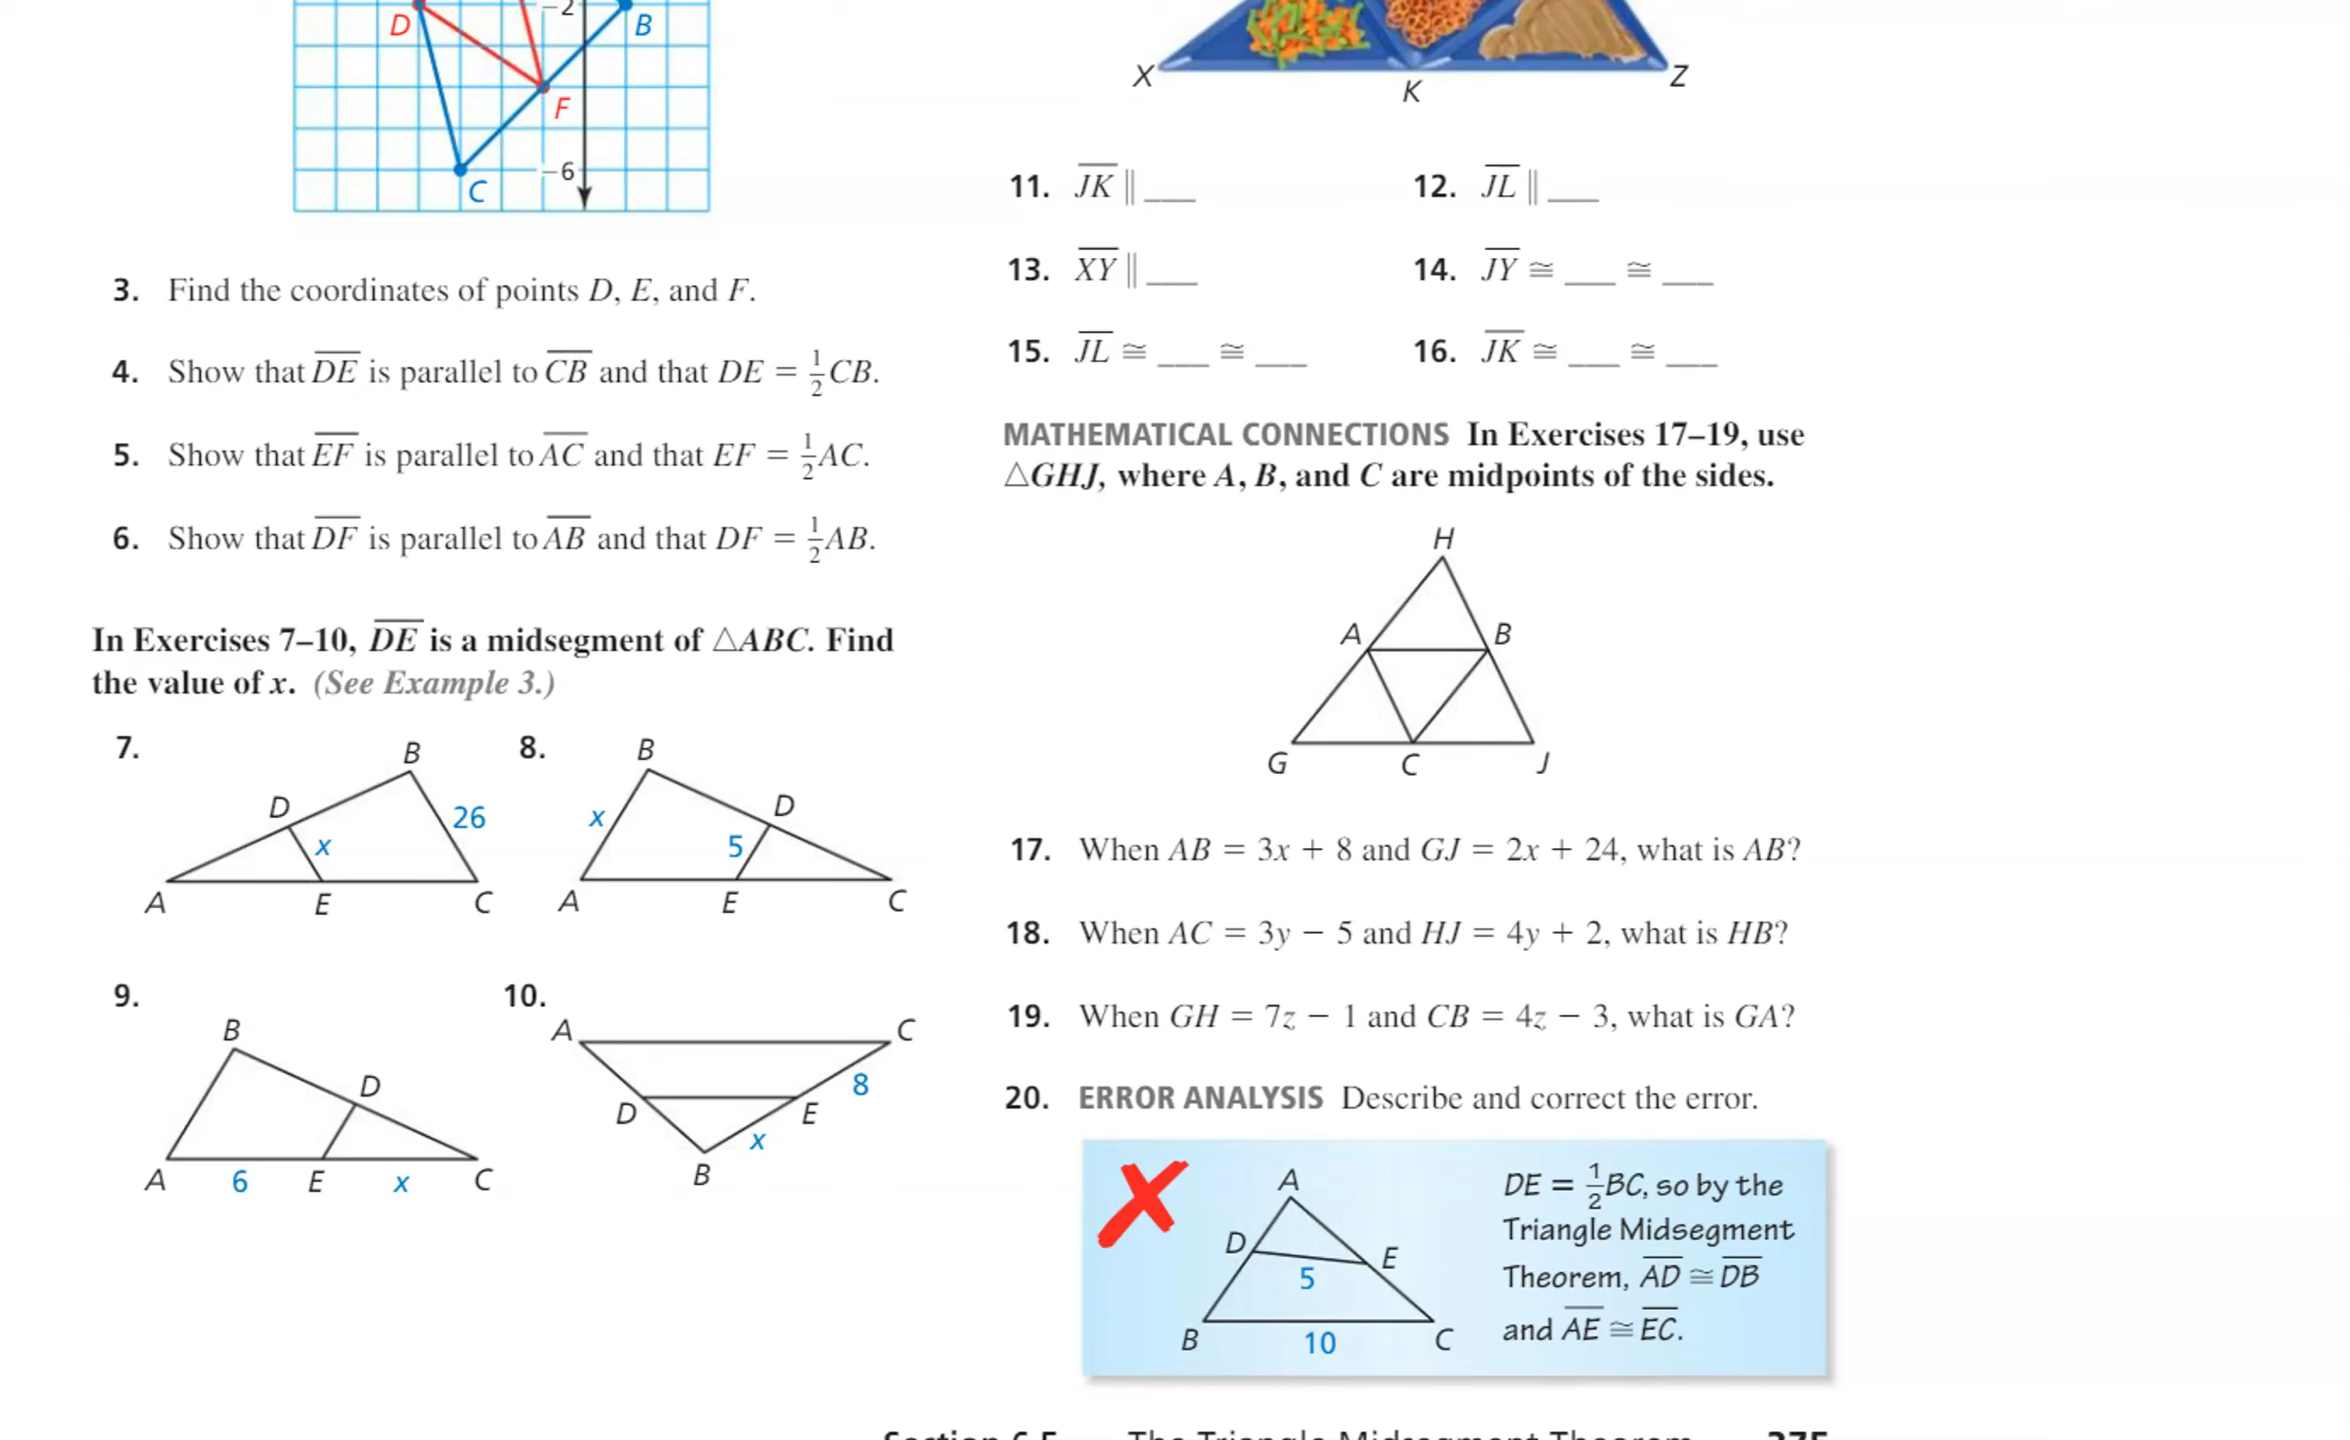 D
−2
B
F
−6
C
3. Find the coordinates of points D, E, and F.
4. Show that DE is parallel to CB and that DE = 1/2 CB.
5. Show that EF is parallel to AC and that EF = 1/2 AC.
6. Show that DF is parallel to AB and that DF = 1/2 AB.
In Exercises 7–10, DE is a midsegment of △ABC. Find
the value of x. (See Example 3.)
7.
B
D
26
x
A E C
8.
B
D
x
5
A E C
9.
B
D
A 6 E x C
10.
A C
8
D E
x
B
X K Z
11. JK ∥ ___ 12. JL ∥ ___
13. XY ∥ ___ 14. JY ≅ ___ ≅ ___
15. JL ≅ ___ ≅ ___ 16. JK ≅ ___ ≅ ___
MATHEMATICAL CONNECTIONS In Exercises 17–19, use
△GHJ, where A, B, and C are midpoints of the sides.
H
A B
G C J
17. When AB = 3x + 8 and GJ = 2x + 24, what is AB?
18. When AC = 3y − 5 and HJ = 4y + 2, what is HB?
19. When GH = 7z − 1 and CB = 4z − 3, what is GA?
20. ERROR ANALYSIS Describe and correct the error.
A
D E
5
B 10 C
DE = 1/2 BC, so by the
Triangle Midsegment
Theorem, AD ≅ DB
and AE ≅ EC.
Section 6.5 The Triangle Midsegment Theorem 375